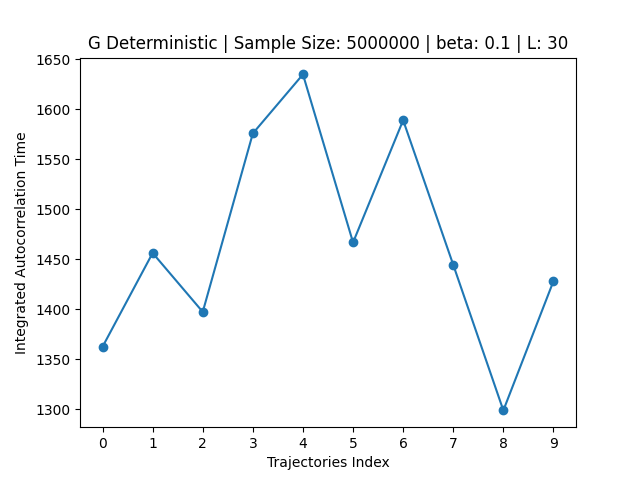 G Deterministic | Sample Size: 5000000 | beta: 0.1 | L: 30
1650
1600
1550
1500
1450
1400
1350
1300
Integrated Autocorrelation Time
0 1 2 3 4 5 6 7 8 9
Trajectories Index